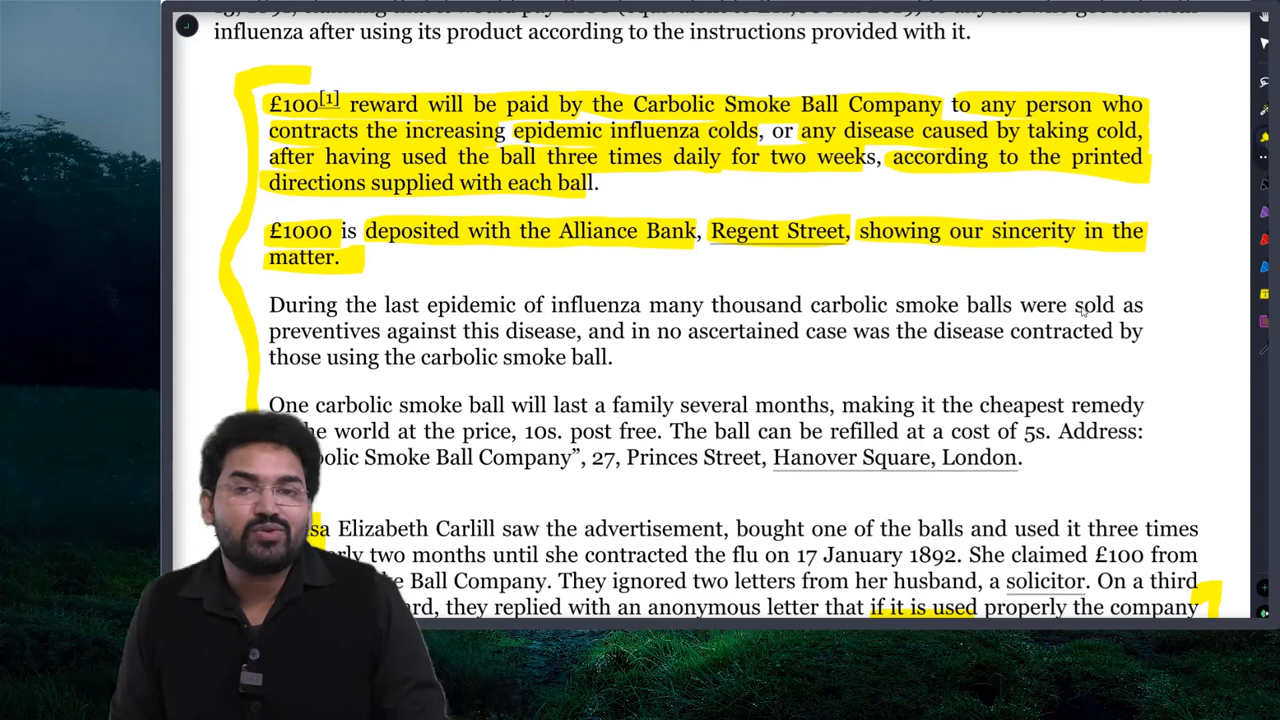 influenza after using its product according to the instructions provided with it.
£100[1] reward will be paid by the Carbolic Smoke Ball Company to any person who
contracts the increasing epidemic influenza colds, or any disease caused by taking cold,
after having used the ball three times daily for two weeks, according to the printed
directions supplied with each ball.
£1000 is deposited with the Alliance Bank, Regent Street, showing our sincerity in the
matter.
During the last epidemic of influenza many thousand carbolic smoke balls were sold as
preventives against this disease, and in no ascertained case was the disease contracted by
those using the carbolic smoke ball.
One carbolic smoke ball will last a family several months, making it the cheapest remedy
world at the price, 10s. post free. The ball can be refilled at a cost of 5s. Address:
Smoke Ball Company”, 27, Princes Street, Hanover Square, London.
Elizabeth Carlill saw the advertisement, bought one of the balls and used it three times
two months until she contracted the flu on 17 January 1892. She claimed £100 from
Ball Company. They ignored two letters from her husband, a solicitor. On a third
they replied with an anonymous letter that if it is used properly the company